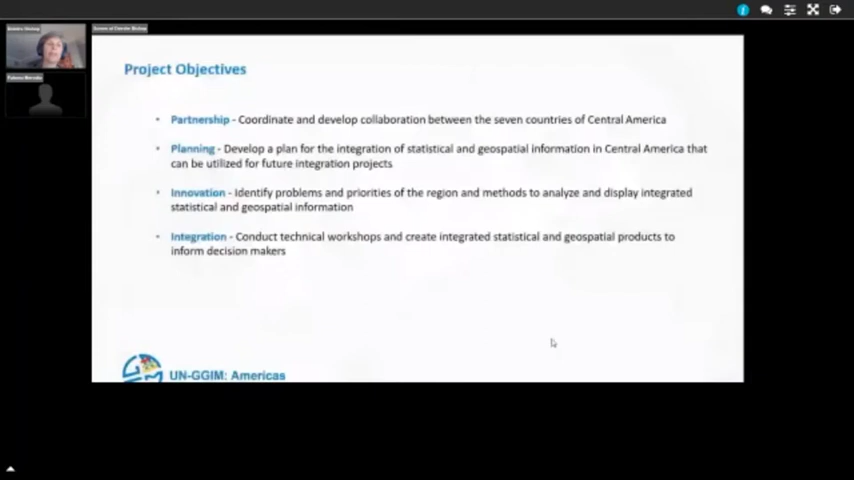 Project Objectives
• Partnership - Coordinate and develop collaboration between the seven countries of Central America
• Planning - Develop a plan for the integration of statistical and geospatial information in Central America that
can be utilized for future integration projects
• Innovation - Identify problems and priorities of the region and methods to analyze and display integrated
statistical and geospatial information
• Integration - Conduct technical workshops and create integrated statistical and geospatial products to
inform decision makers
UN-GGIM: Americas